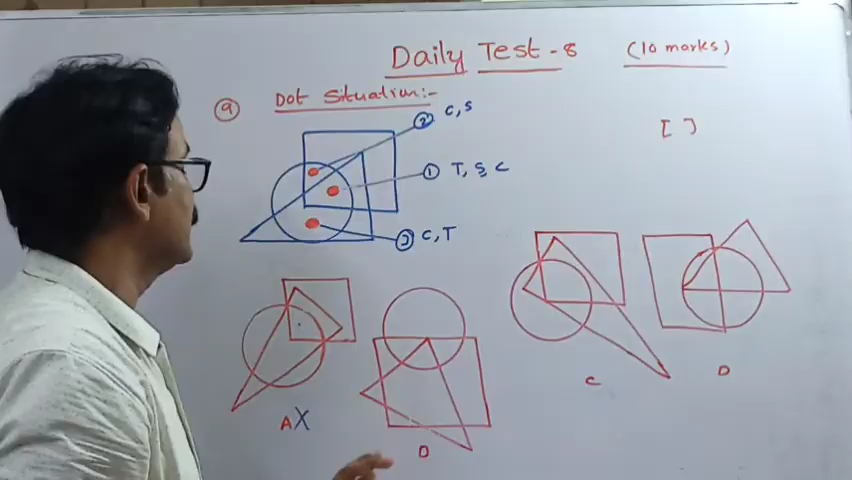 Daily Test - 8 (10 marks)
9 Dot Situation:-
2 C, S
[ ]
1 T, S, C
3 C, T
A X
D
C
D